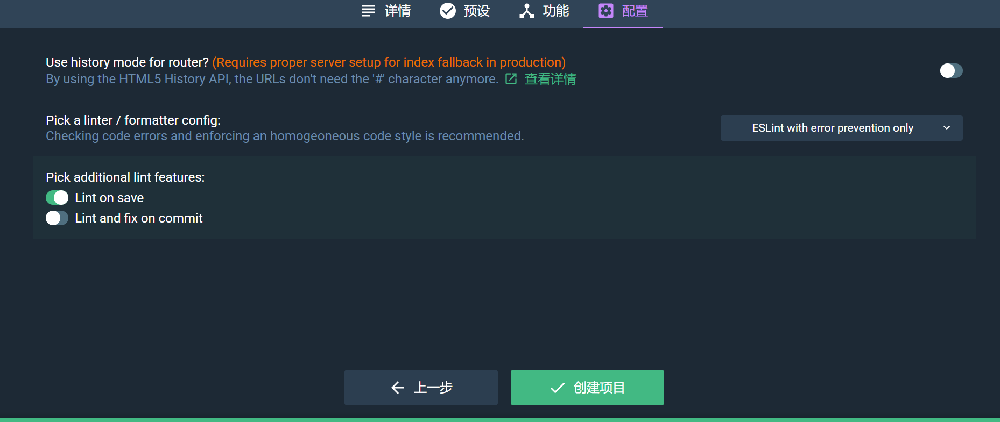 详情 预设 功能 配置
Use history mode for router? (Requires proper server setup for index fallback in production)
By using the HTML5 History API, the URLs don't need the '#' character anymore. 查看详情
Pick a linter / formatter config:
ESLint with error prevention only
Checking code errors and enforcing an homogeoneous code style is recommended.
Pick additional lint features:
Lint on save
Lint and fix on commit
上一步 创建项目